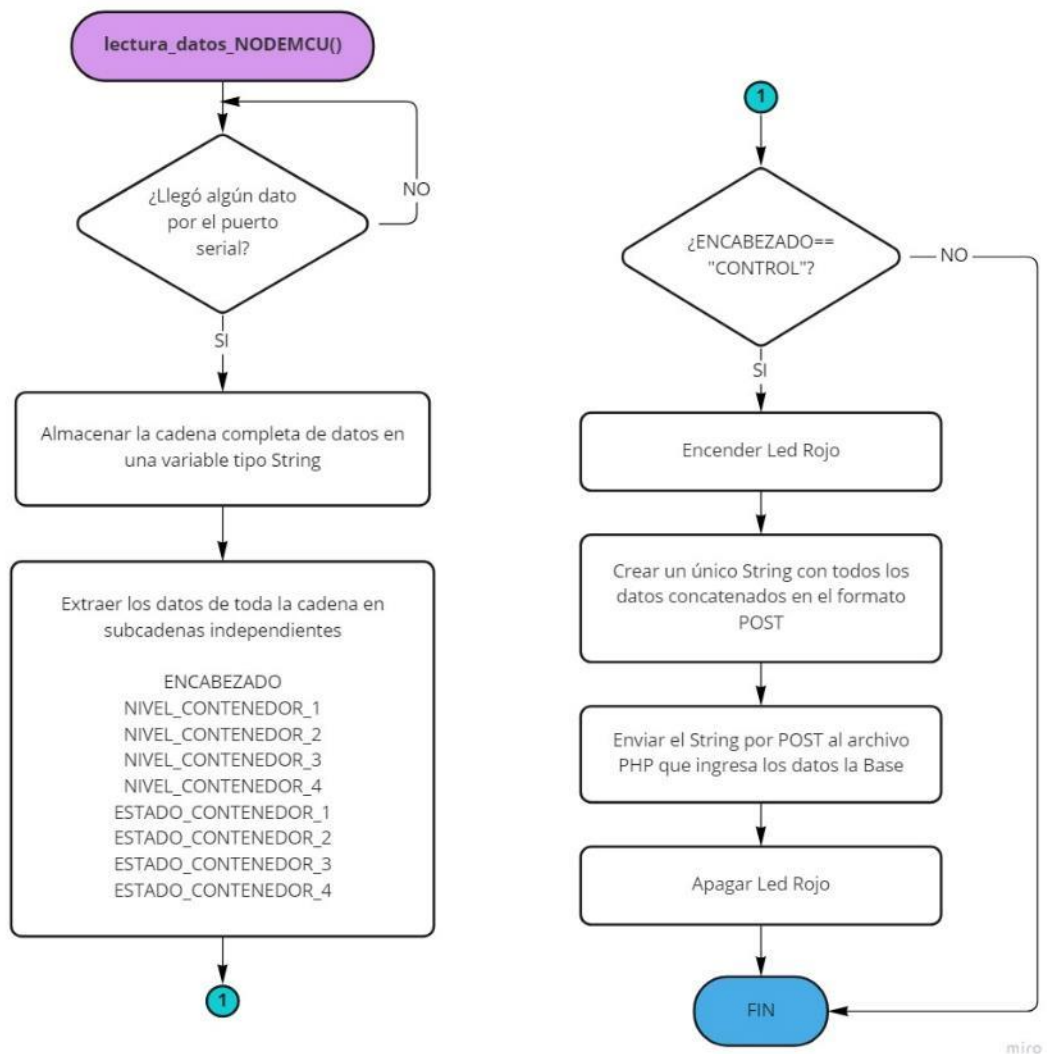 lectura_datos_NODEMCU()
¿Llegó algún dato
por el puerto
serial?
NO
SI
Almacenar la cadena completa de datos en
una variable tipo String
Extraer los datos de toda la cadena en
subcadenas independientes
ENCABEZADO
NIVEL_CONTENEDOR_1
NIVEL_CONTENEDOR_2
NIVEL_CONTENEDOR_3
NIVEL_CONTENEDOR_4
ESTADO_CONTENEDOR_1
ESTADO_CONTENEDOR_2
ESTADO_CONTENEDOR_3
ESTADO_CONTENEDOR_4
1
1
¿ENCABEZADO==
"CONTROL"?
NO
SI
Encender Led Rojo
Crear un único String con todos los
datos concatenados en el formato
POST
Enviar el String por POST al archivo
PHP que ingresa los datos la Base
Apagar Led Rojo
FIN
miro